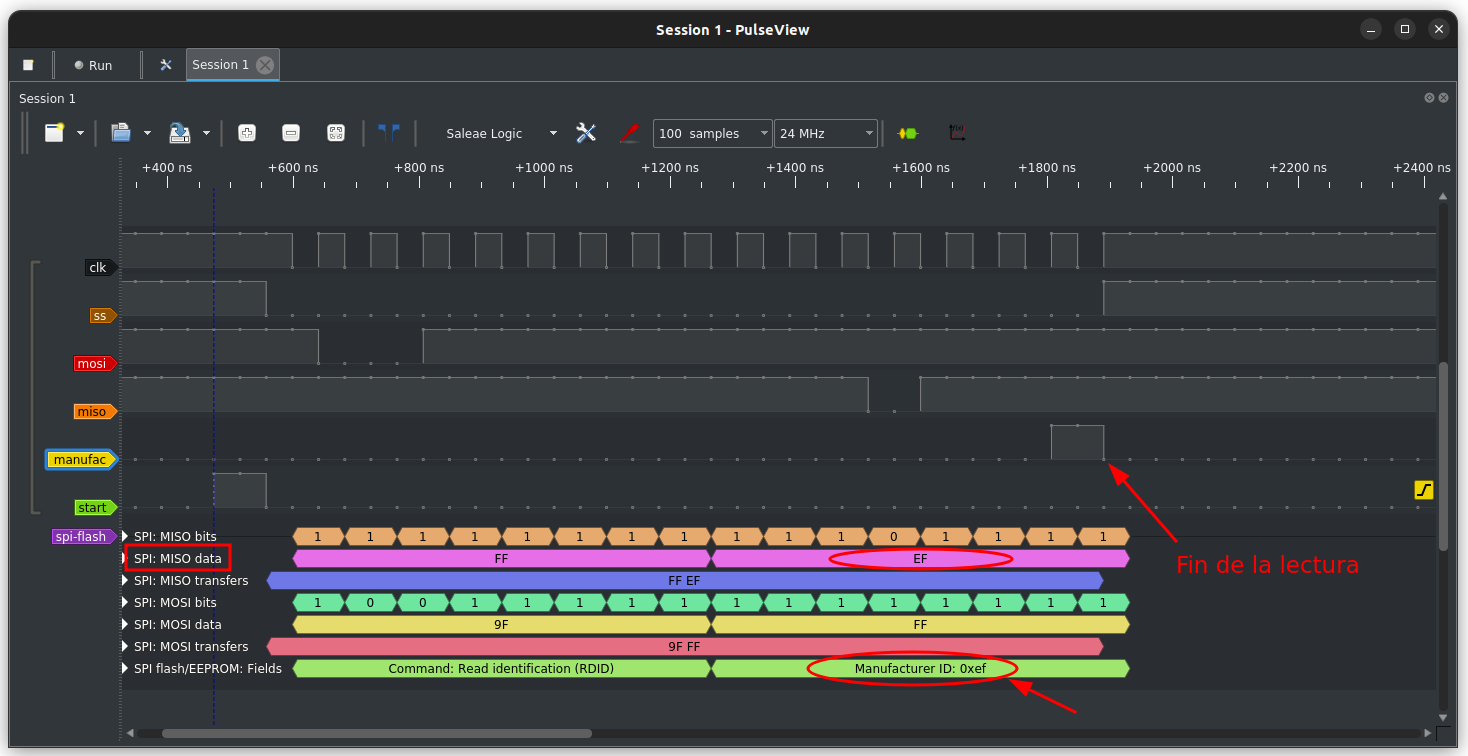 Session 1 - PulseView
Run
Session 1
Session 1
Saleae Logic
100 samples
24 MHz
+400 ns +600 ns +800 ns +1000 ns +1200 ns +1400 ns +1600 ns +1800 ns +2000 ns +2200 ns +2400 ns
clk
ss
mosi
miso
manufac
start
spi-flash
SPI: MISO bits 1 1 1 1 1 1 1 1 1 1 1 0 1 1 1 1
SPI: MISO data FF EF
Fin de la lectura
SPI: MISO transfers FF EF
SPI: MOSI bits 1 0 0 1 1 1 1 1 1 1 1 1 1 1 1 1
SPI: MOSI data 9F FF
SPI: MOSI transfers 9F FF
SPI flash/EEPROM: Fields Command: Read identification (RDID) Manufacturer ID: 0xef